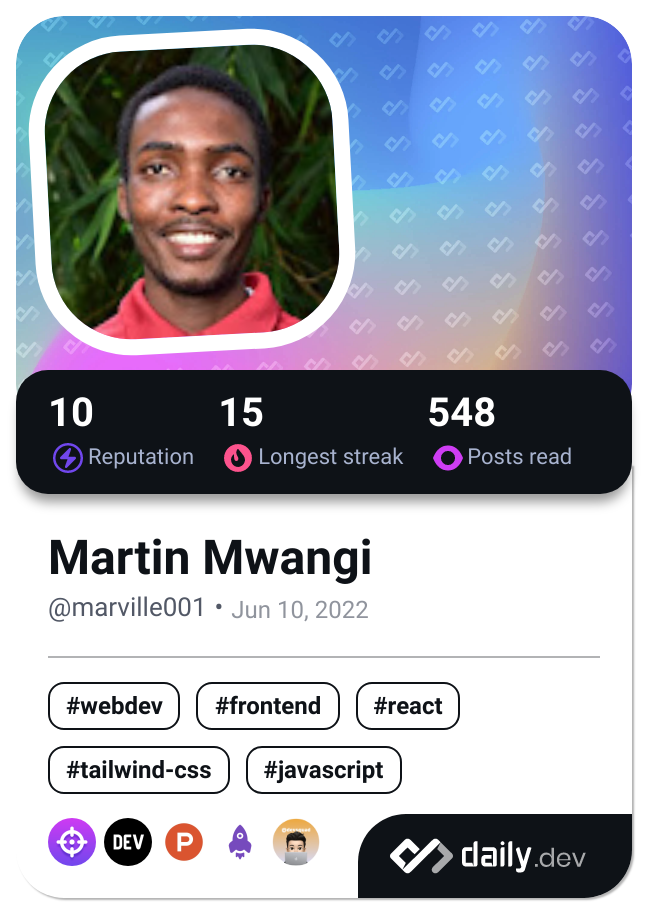 10 15 548
Reputation Longest streak Posts read
Martin Mwangi
@marville001 • Jun 10, 2022
#webdev #frontend #react
#tailwind-css #javascript
DEV P daily.dev